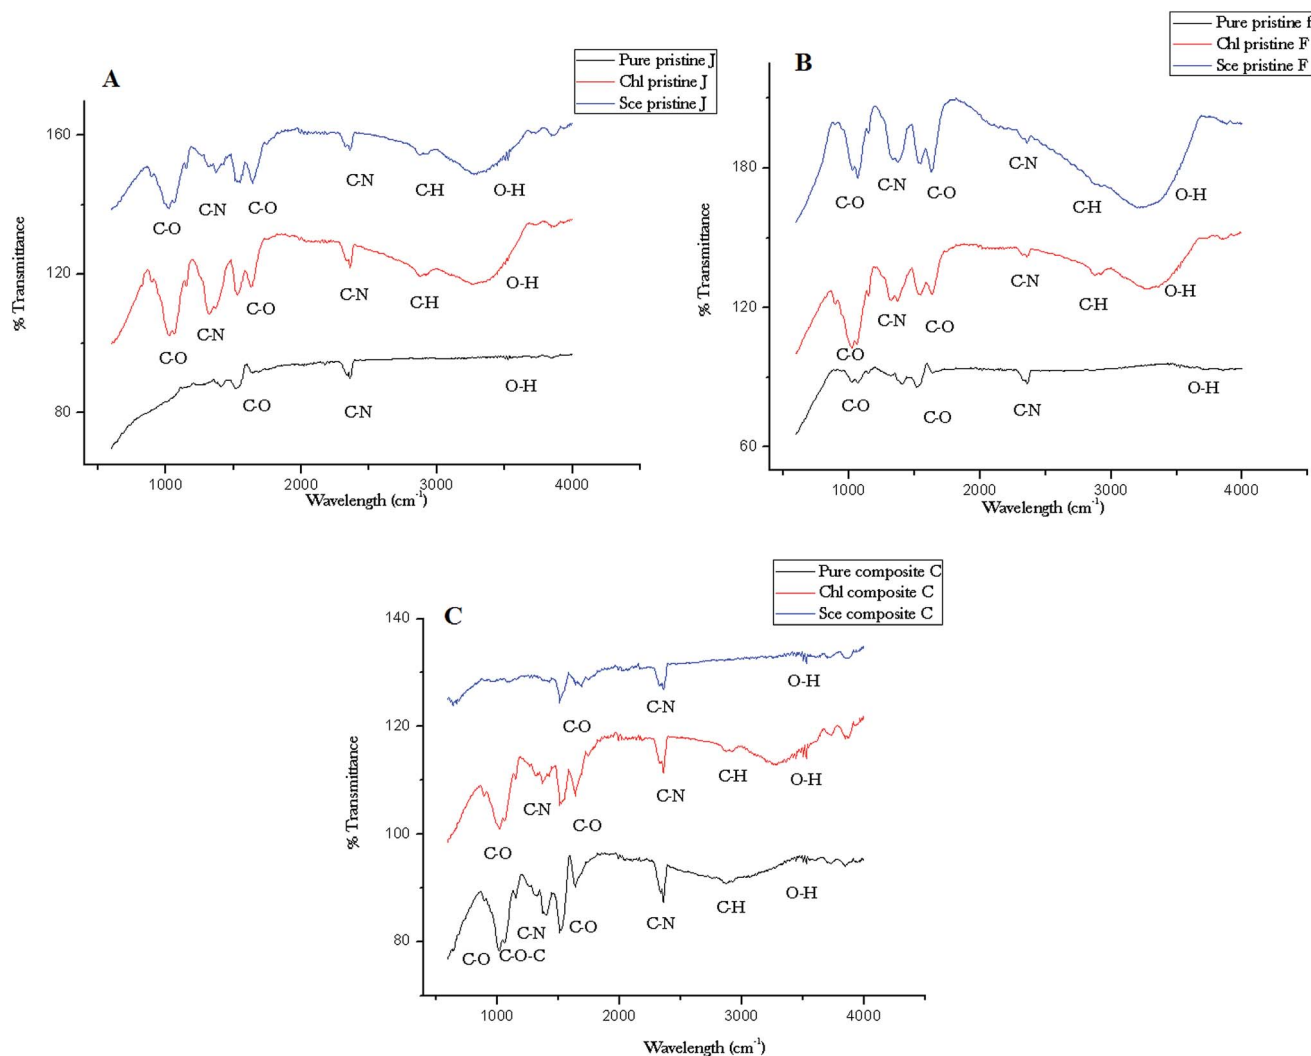 A
Pure pristine J
Chl pristine J
Sce pristine J
160
120
80
% Transmittance
C-O
C-N
C-O
C-N
C-H
O-H
C-O
C-N
C-O
C-N
C-H
O-H
C-O
C-N
O-H
1000
2000
3000
4000
Wavelength (cm-1)
B
Pure pristine f
Chl pristine F
Sce pristine F
180
120
60
% Transmittance
C-O
C-N
C-O
C-N
C-H
O-H
C-O
C-N
C-O
C-N
C-H
O-H
C-O
C-O
C-N
O-H
1000
2000
3000
4000
Wavelength (cm-1)
C
Pure composite C
Chl composite C
Sce composite C
140
120
100
80
% Transmittance
C-O
C-N
O-H
C-O
C-N
C-O
C-N
C-H
O-H
C-O
C-O-C
C-N
C-O
C-N
C-H
O-H
1000
2000
3000
4000
Wavelength (cm-1)